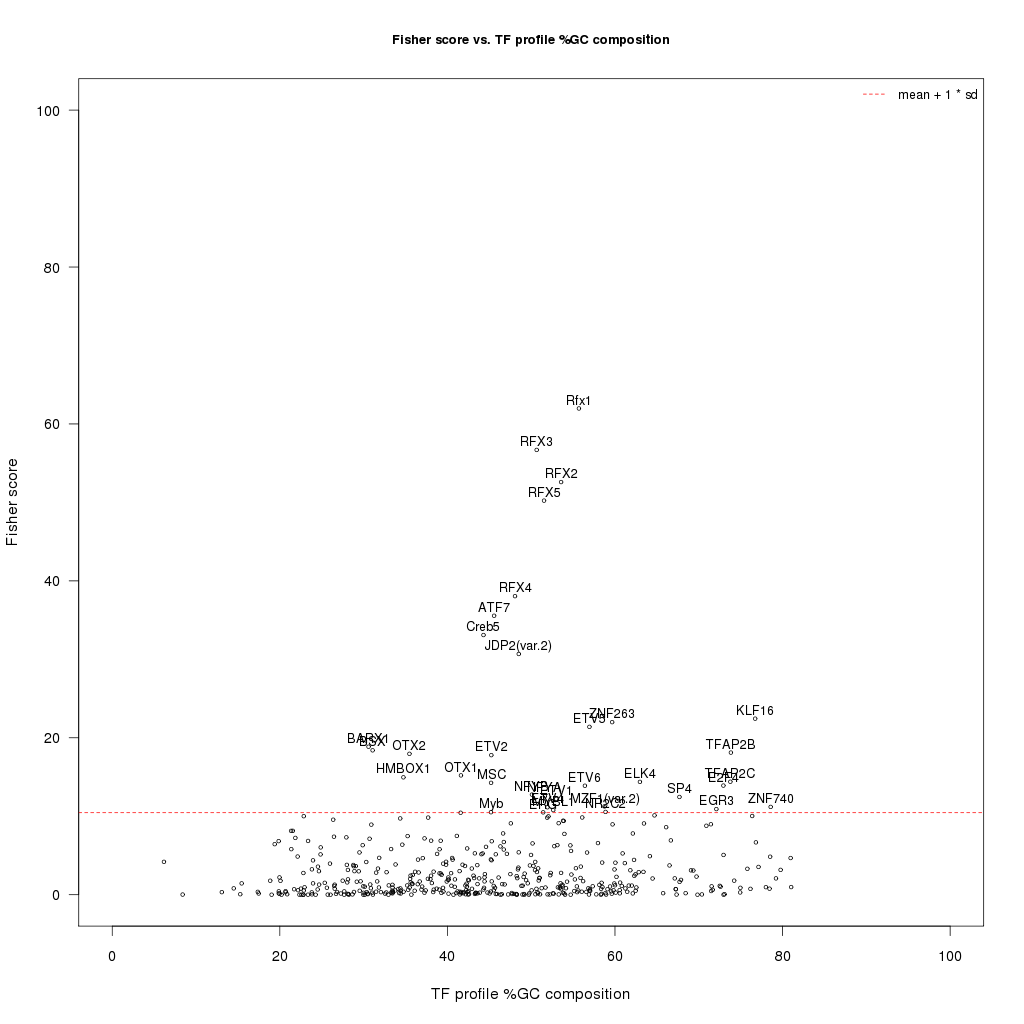 Fisher score vs. TF profile %GC composition
mean + 1 * sd
100
80
60
40
20
0
Fisher score
Rfx1
RFX3
RFX2
RFX5
RFX4
ATF7
Creb5
JDP2(var.2)
KLF16
ZNF263
ETV5
BARX1
BSX
OTX2
ETV2
TFAP2B
HMBOX1
OTX1
MSC
ETV6
ELK4
TFAP2C
E2F4
SP4
MZF1(var.2)
Myb
NR2C2
EGR3
ZNF740
0
20
40
60
80
100
TF profile %GC composition